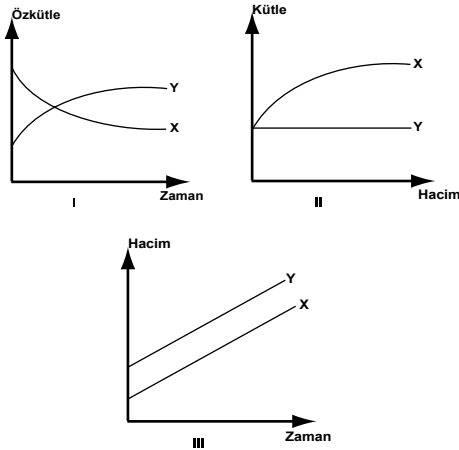 Özkütle
Y
X
Zaman
I
Kütle
X
Y
Hacim
II
Hacim
Y
X
Zaman
III